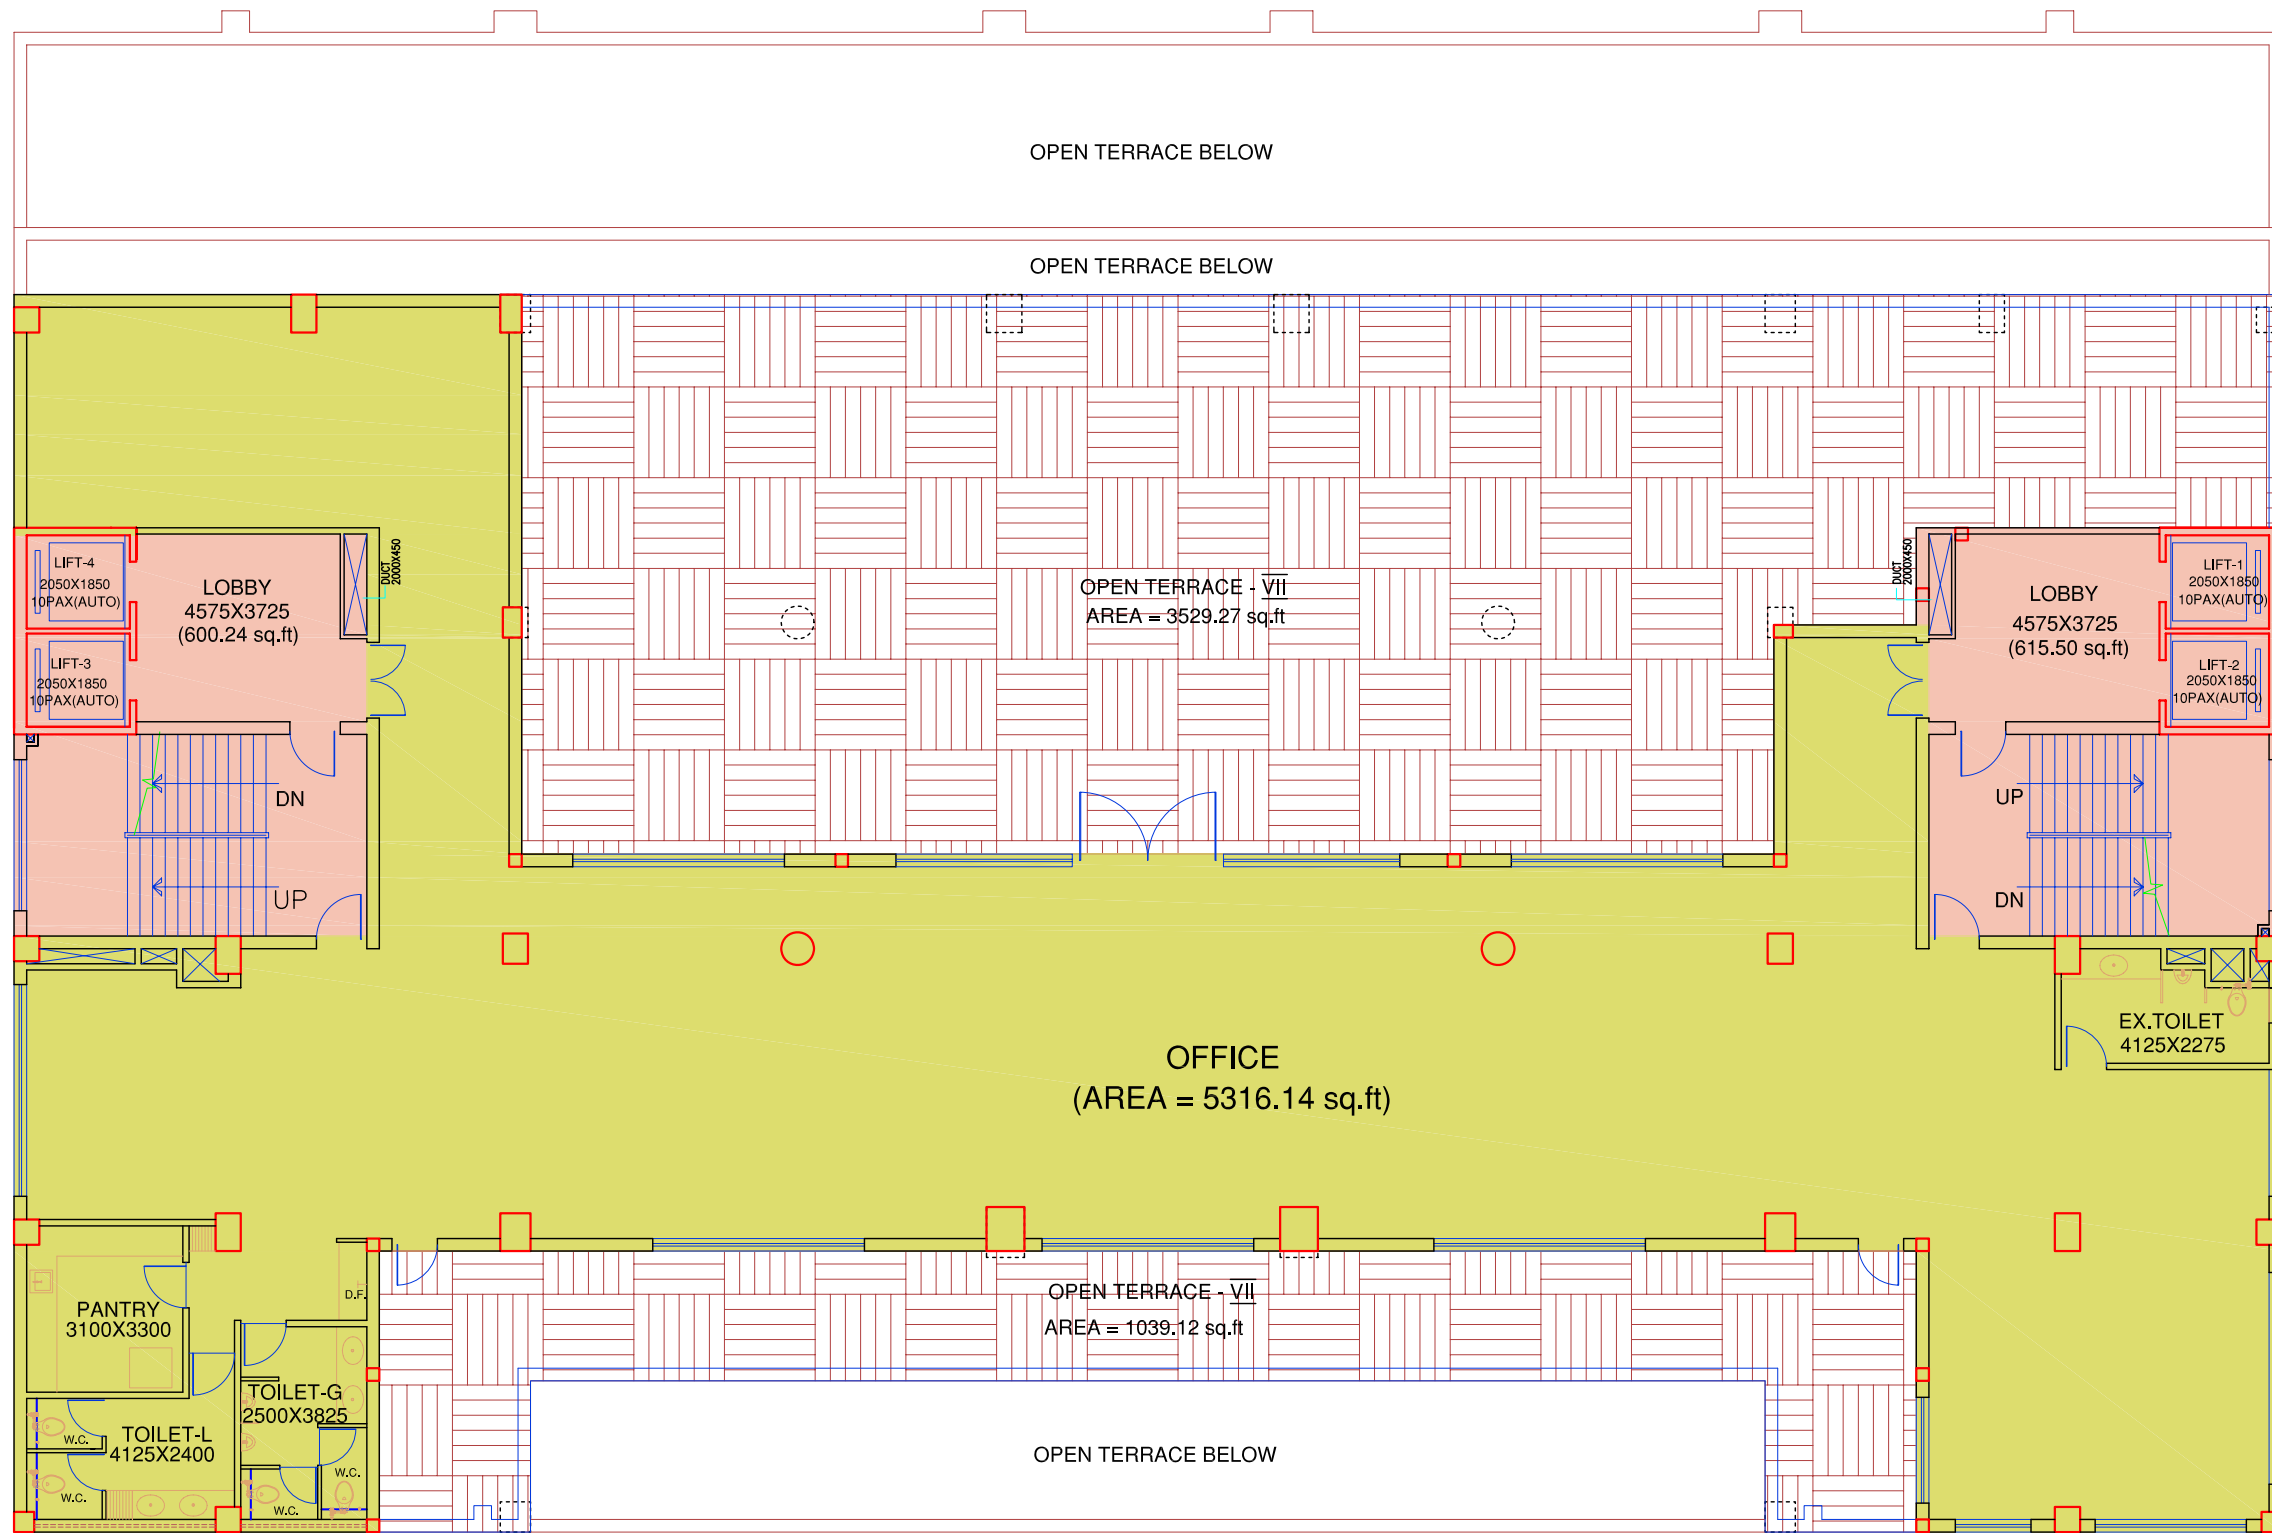 OPEN TERRACE BELOW
OPEN TERRACE BELOW
LIFT-4
2050X1850
10PAX(AUTO)
LOBBY
4575X3725
(600.24 sq.ft)
DUCT
2000X450
LIFT-3
2050X1850
10PAX(AUTO)
OPEN TERRACE - VII
AREA = 3529.27 sq.ft
DUCT
2000X450
LOBBY
4575X3725
(615.50 sq.ft)
LIFT-1
2050X1850
10PAX(AUTO)
LIFT-2
2050X1850
10PAX(AUTO)
DN
UP
UP
DN
OFFICE
(AREA = 5316.14 sq.ft)
EX.TOILET
4125X2275
PANTRY
3100X3300
D.F.
TOILET-G
2500X3825
TOILET-L
4125X2400
W.C.
W.C.
W.C.
W.C.
OPEN TERRACE - VII
AREA = 1039.12 sq.ft
OPEN TERRACE BELOW